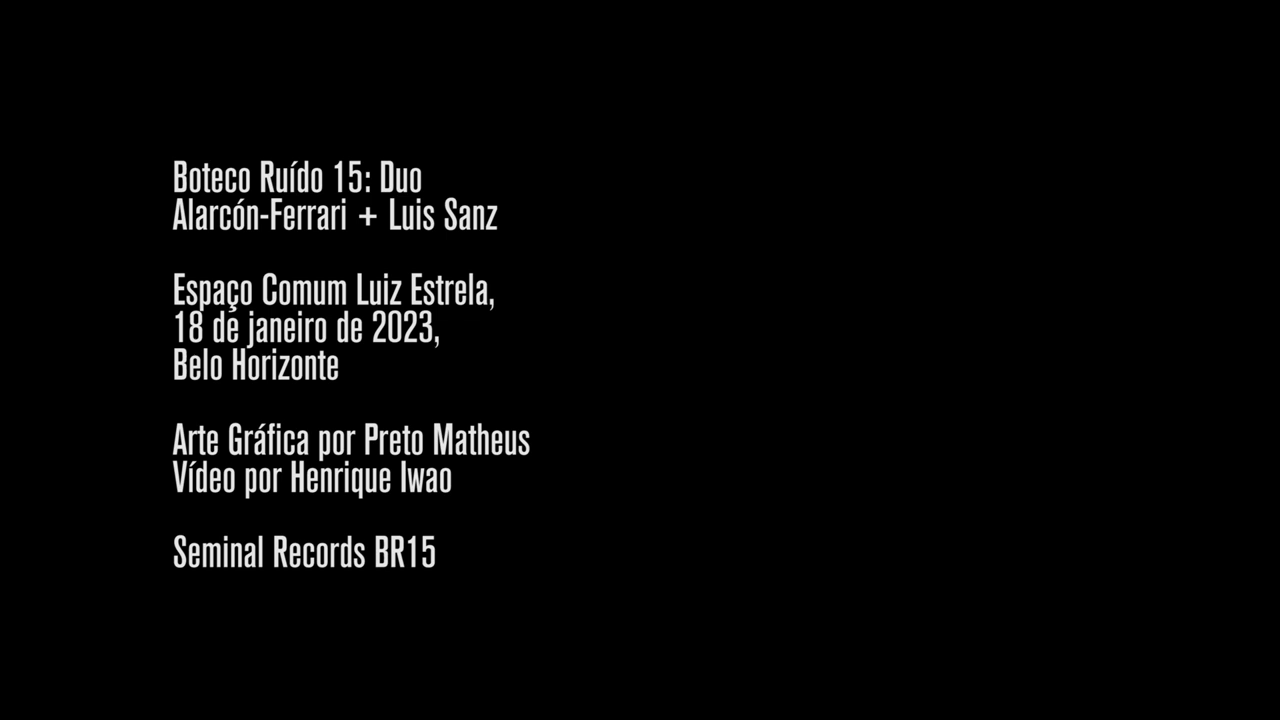 Boteco Ruído 15: Duo
Alarcón-Ferrari + Luis Sanz
Espaço Comum Luiz Estrela,
18 de janeiro de 2023,
Belo Horizonte
Arte Gráfica por Preto Matheus
Vídeo por Henrique Iwao
Seminal Records BR15